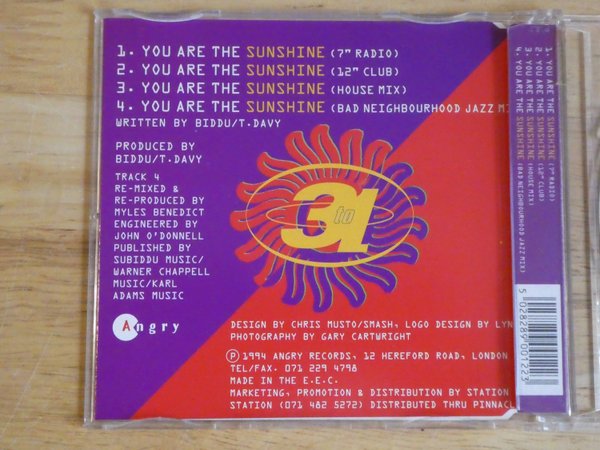 1. YOU ARE THE SUNSHINE (7" RADIO)
2. YOU ARE THE SUNSHINE (12" CLUB)
3. YOU ARE THE SUNSHINE (HOUSE MIX)
4. YOU ARE THE SUNSHINE (BAD NEIGHBOURHOOD JAZZ MI
WRITTEN BY BIDDU/T.DAVY
PRODUCED BY
BIDDU/T.DAVY
TRACK 4
RE-MIXED &
RE-PRODUCED BY
MYLES BENEDICT
ENGINEERED BY
JOHN O'DONNELL
PUBLISHED BY
SUBIDDU MUSIC/
WARNER CHAPPELL
MUSIC/KARL
ADAMS MUSIC
Angry
3 to 1
DESIGN BY CHRIS MUSTO/SMASH, LOGO DESIGN BY LYN
PHOTOGRAPHY BY GARY CARTWRIGHT
Ⓟ 1994 ANGRY RECORDS, 12 HEREFORD ROAD, LONDON
TEL/FAX. 071 229 4798
MADE IN THE E.E.C.
MARKETING, PROMOTION & DISTRIBUTION BY STATION
STATION (071 482 5272) DISTRIBUTED THRU PINNACL
1. YOU ARE THE SUNSHINE (7" RADIO)
2. YOU ARE THE SUNSHINE (12" CLUB)
3. YOU ARE THE SUNSHINE (HOUSE MIX)
4. YOU ARE THE SUNSHINE (BAD NEIGHBOURHOOD JAZZ MIX)
5 028289 001223